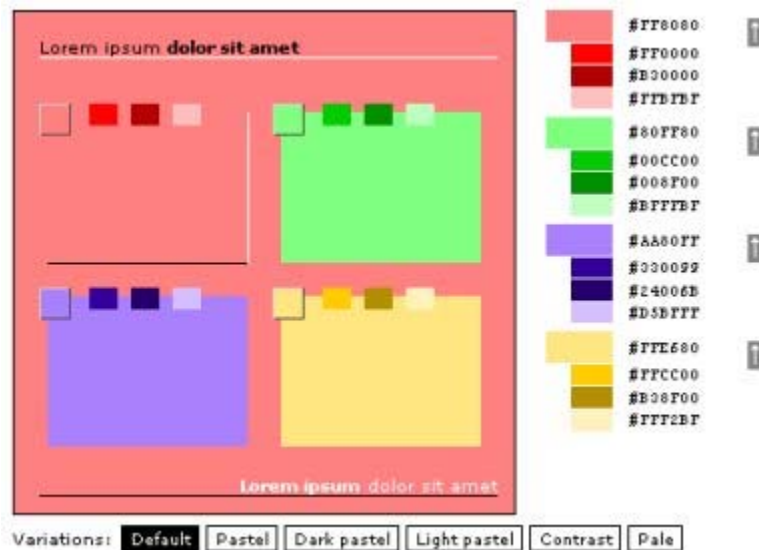 Lorem ipsum dolor sit amet
#FF8080
#FF0000
#B30000
#FFBFBF
#80FF80
#00CC00
#008F00
#BFFFBF
#AA80FF
#330099
#24006B
#D5BFFF
#FFE680
#FFCC00
#B38F00
#FFF2BF
Lorem ipsum dolor sit amet
Variations: Default Pastel Dark pastel Light pastel Contrast Pale